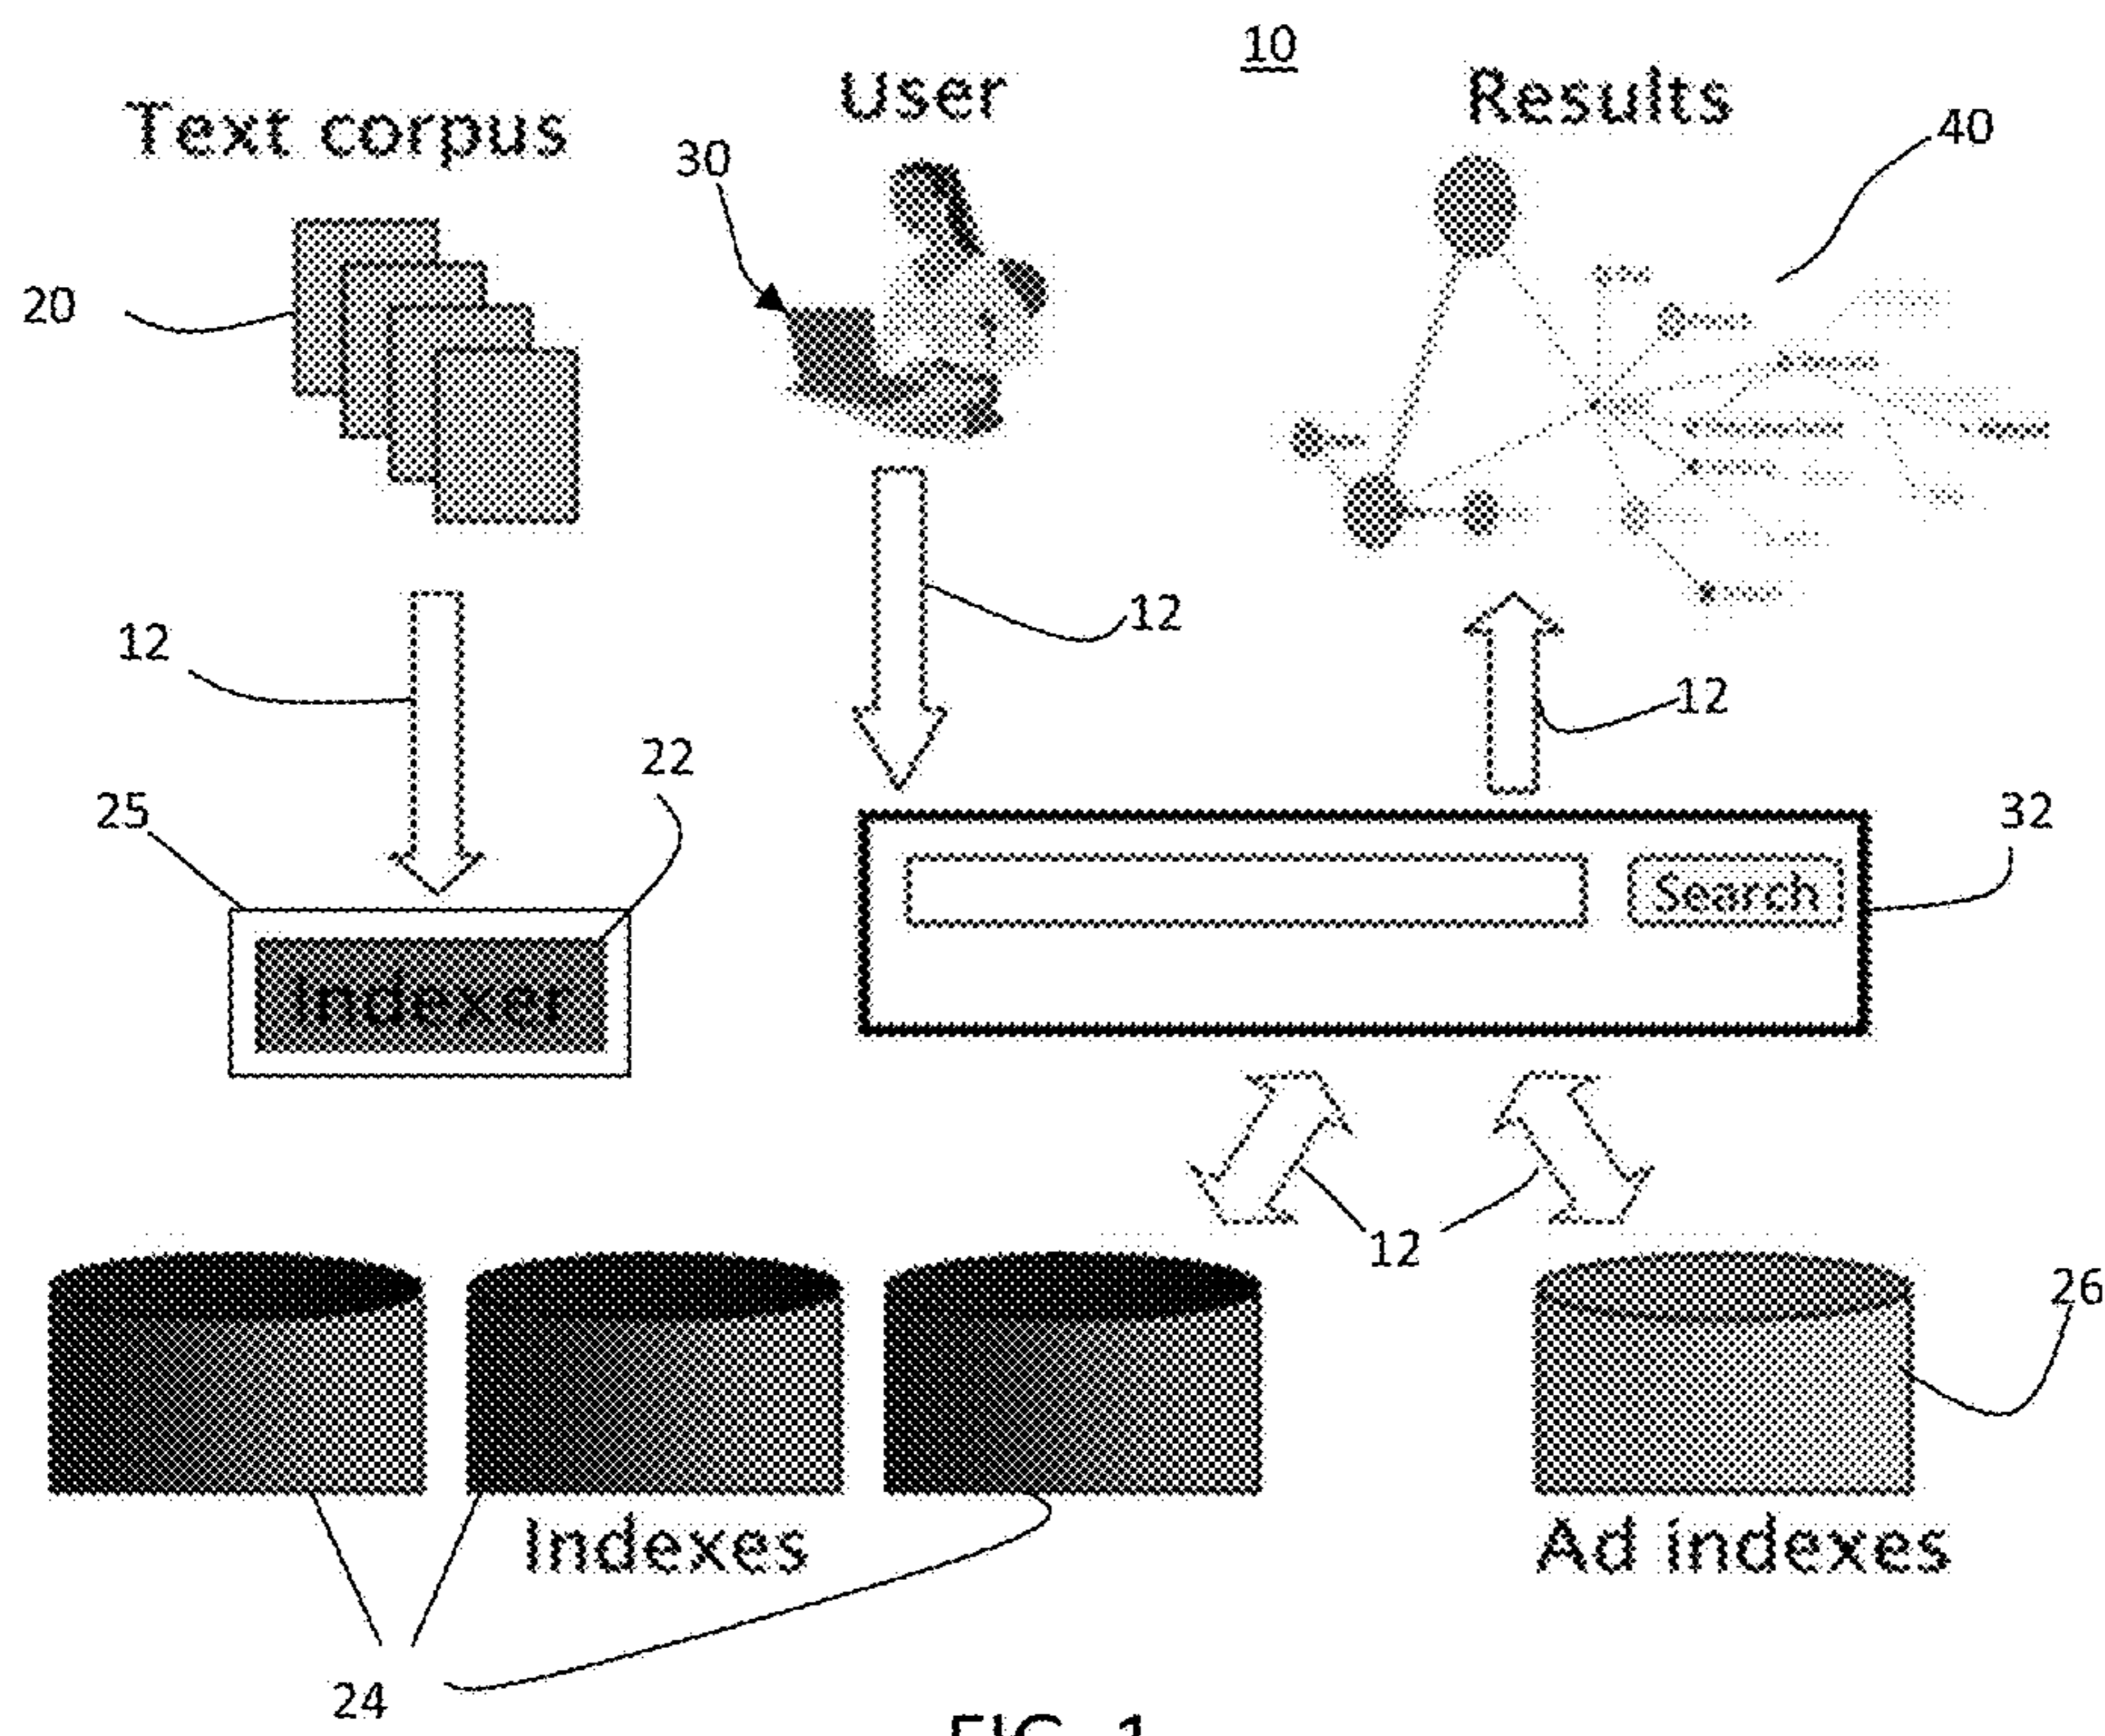 10
User
Results
Text corpus
40
30
20
12
12
12
22
25
32
Search
Indexer
12
26
Indexes
Ad indexes
24
FIG. 1